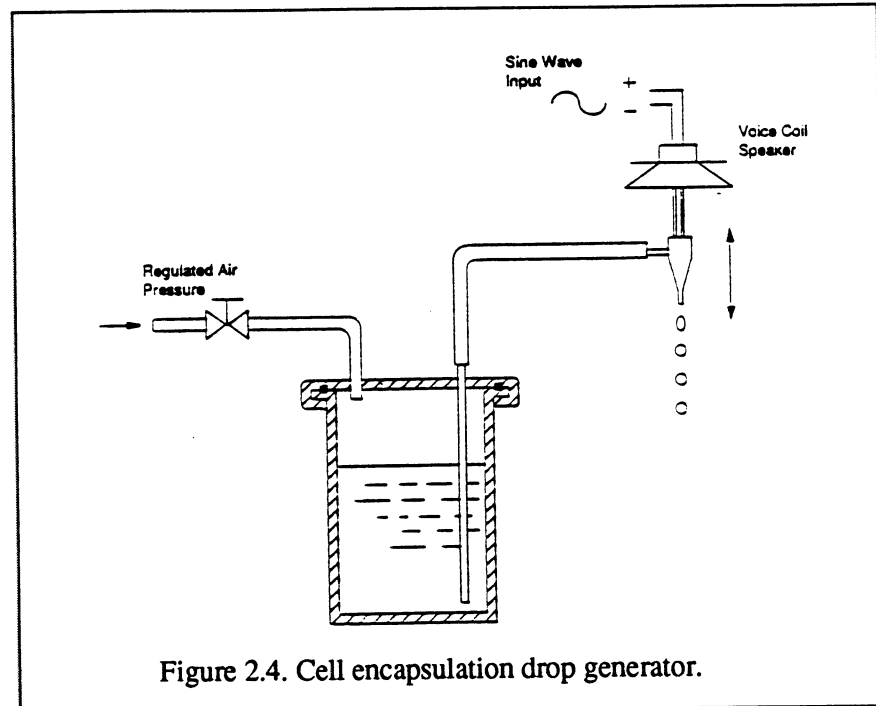 Sine Wave
Input
+
-
Voice Coil
Speaker
Regulated Air
Pressure
Figure 2.4. Cell encapsulation drop generator.